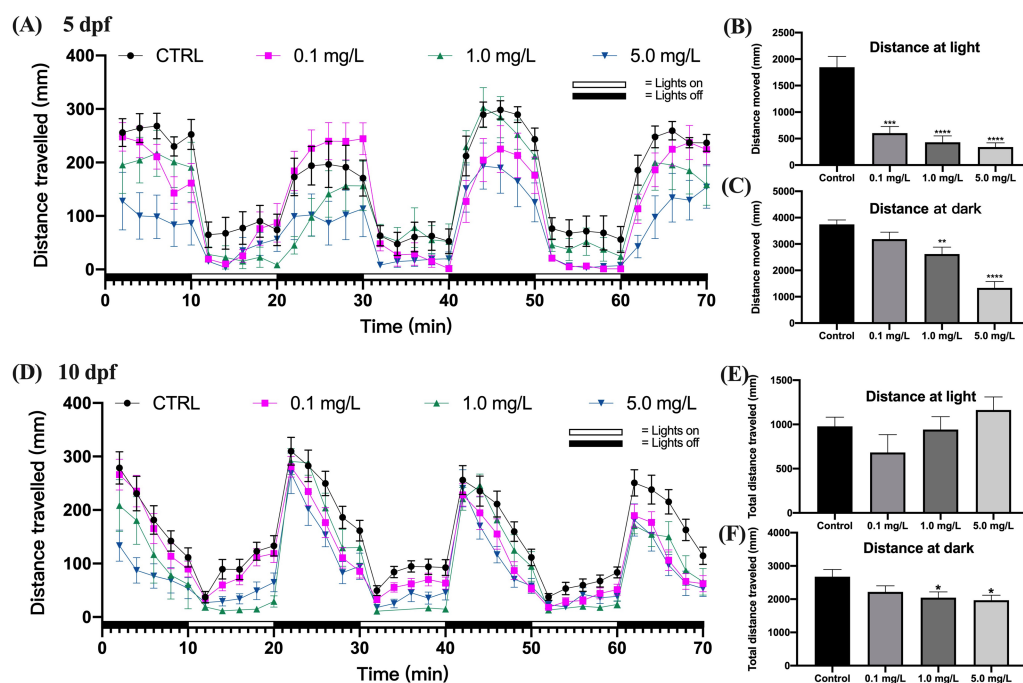 (A) 5 dpf
CTRL 0.1 mg/L 1.0 mg/L 5.0 mg/L
= Lights on
= Lights off
Distance travelled (mm)
400
300
200
100
0
0 10 20 30 40 50 60 70
Time (min)
(B)
Distance at light
Distance moved (mm)
2500
2000
1500
1000
500
0
*** **** ****
Control 0.1 mg/L 1.0 mg/L 5.0 mg/L
(C)
Distance at dark
Distance moved (mm)
5000
4000
3000
2000
1000
0
** ****
Control 0.1 mg/L 1.0 mg/L 5.0 mg/L
(D) 10 dpf
CTRL 0.1 mg/L 1.0 mg/L 5.0 mg/L
= Lights on
= Lights off
Distance travelled (mm)
400
300
200
100
0
0 10 20 30 40 50 60 70
Time (min)
(E)
Distance at light
Total distance traveled (mm)
1500
1000
500
0
Control 0.1 mg/L 1.0 mg/L 5.0 mg/L
(F)
Distance at dark
Total distance traveled (mm)
4000
3000
2000
1000
0
* *
Control 0.1 mg/L 1.0 mg/L 5.0 mg/L